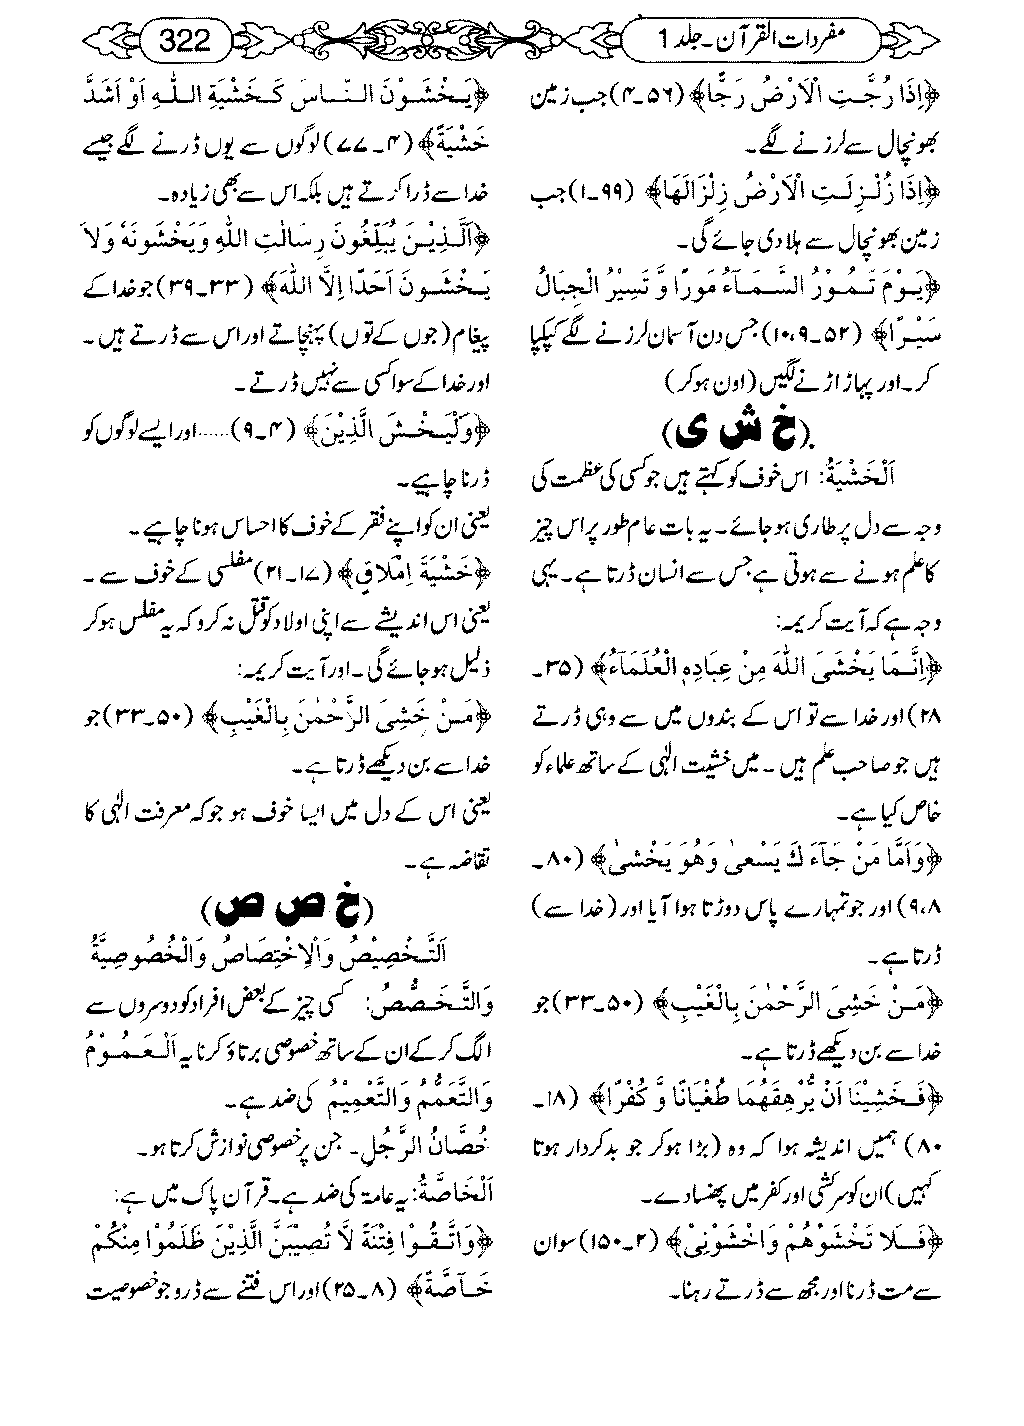 مفردات القرآن۔ جلد 1
322
﴿اِذَا رُجَّتِ الْاَرْضُ رَجًّا﴾ (۵۶۔۴) جب زمین
بھونچال سے لرزنے لگے۔
﴿اِذَا زُلْزِلَتِ الْاَرْضُ زِلْزَالَهَا﴾ (۹۹۔۱) جب
زمین بھونچال سے ہلا دی جائے گی۔
﴿يَوْمَ تَمُوْرُ السَّمَآءُ مَوْرًا وَّ تَسِيْرُ الْجِبَالُ
سَيْرًا﴾ (۵۲۔۱۰،۹) جس دن آسمان لرزنے لگے کپکپا
کر۔ اور پہاڑ اڑنے لگیں (اون ہوکر)
(خ ش ی)
اَلْخَشْيَةُ: اس خوف کو کہتے ہیں جو کسی کی عظمت کی
وجہ سے دل پر طاری ہوجائے۔ یہ بات عام طور پر اس چیز
کا علم ہونے سے ہوتی ہے جس سے انسان ڈرتا ہے۔ یہی
وجہ ہے کہ آیت کریمہ:
﴿اِنَّمَا يَخْشَى اللّٰهَ مِنْ عِبَادِهِ الْعُلَمٰٓؤُ﴾ (۳۵۔
۲۸) اور خدا سے تو اس کے بندوں میں سے وہی ڈرتے
ہیں جو صاحب علم ہیں۔ میں خشیت الٰہی کے ساتھ علماء کو
خاص کیا ہے۔
﴿وَاَمَّا مَنْ جَآءَ كَ يَسْعٰى وَهُوَ يَخْشٰى﴾ (۸۰۔
۹،۸) اور جو تمہارے پاس دوڑتا ہوا آیا اور (خدا سے)
ڈرتا ہے۔
﴿مَنْ خَشِيَ الرَّحْمٰنَ بِالْغَيْبِ﴾ (۵۰۔۳۳) جو
خدا سے بن دیکھے ڈرتا ہے۔
﴿فَخَشِيْنَا اَنْ يُّرْهِقَهُمَا طُغْيَانًا وَّ كُفْرًا﴾ (۱۸۔
۸۰) ہمیں اندیشہ ہوا کہ وہ (بڑا ہوکر جو بدکردار ہوتا
کہیں) ان کو سرکشی اور کفر میں پھنسا دے۔
﴿فَلَا تَخْشَوْهُمْ وَاخْشَوْنِيْ﴾ (۲۔۱۵۰) سو ان
سے مت ڈرنا اور مجھ سے ڈرتے رہنا۔
﴿يَخْشَوْنَ النَّاسَ كَخَشْيَةِ اللّٰهِ اَوْ اَشَدَّ
خَشْيَةً﴾ (۴۔۷۷) لوگوں سے یوں ڈرنے لگے جیسے
خدا سے ڈرا کرتے ہیں بلکہ اس سے بھی زیادہ۔
﴿اَلَّذِيْنَ يُبَلِّغُوْنَ رِسَالٰتِ اللّٰهِ وَيَخْشَوْنَهٗ وَلَا
يَخْشَوْنَ اَحَدًا اِلَّا اللّٰهَ﴾ (۳۳۔۳۹) جو خدا کے
پیغام (جوں کے توں) پہنچاتے اور اس سے ڈرتے ہیں۔
اور خدا کے سوا کسی سے نہیں ڈرتے۔
﴿وَلْيَخْشَ الَّذِيْنَ﴾ (۴۔۹)...... اور ایسے لوگوں کو
ڈرنا چاہیے۔
یعنی ان کو اپنے فقر کے خوف کا احساس ہونا چاہیے۔
﴿خَشْيَةَ اِمْلَاقٍ﴾ (۱۷۔۲۱) مفلسی کے خوف سے۔
یعنی اس اندیشے سے اپنی اولاد کو قتل نہ کرو کہ یہ مفلس ہوکر
ذلیل ہوجائے گی۔ اور آیت کریمہ:
﴿مَنْ خَشِيَ الرَّحْمٰنَ بِالْغَيْبِ﴾ (۵۰۔۳۳) جو
خدا سے بن دیکھے ڈرتا ہے۔
یعنی اس کے دل میں ایسا خوف ہو جو کہ معرفت الٰہی کا
تقاضہ ہے۔
(خ ص ص)
اَلتَّخْصِيْصُ وَالْاِخْتِصَاصُ وَالْخُصُوصِيَّةُ
وَالتَّخَصُّصُ: کسی چیز کے بعض افراد کو دوسروں سے
الگ کرکے ان کے ساتھ خصوصی برتاؤ کرنا یہ اَلْعَمُوْمُ
وَالتَّعَمُّمُ وَالتَّعْمِيْمُ کی ضد ہے۔
خُصَّانُ الرَّجُلِ۔ جن پر خصوصی نوازش کرتا ہو۔
اَلْخَاصَّةُ: یہ عامۃ کی ضد ہے۔ قرآن پاک میں ہے:
﴿وَاتَّقُوْا فِتْنَةً لَّا تُصِيْبَنَّ الَّذِيْنَ ظَلَمُوْا مِنْكُمْ
خَآصَّةً﴾ (۸۔۲۵) اور اس فتنے سے ڈرو جو خصوصیت